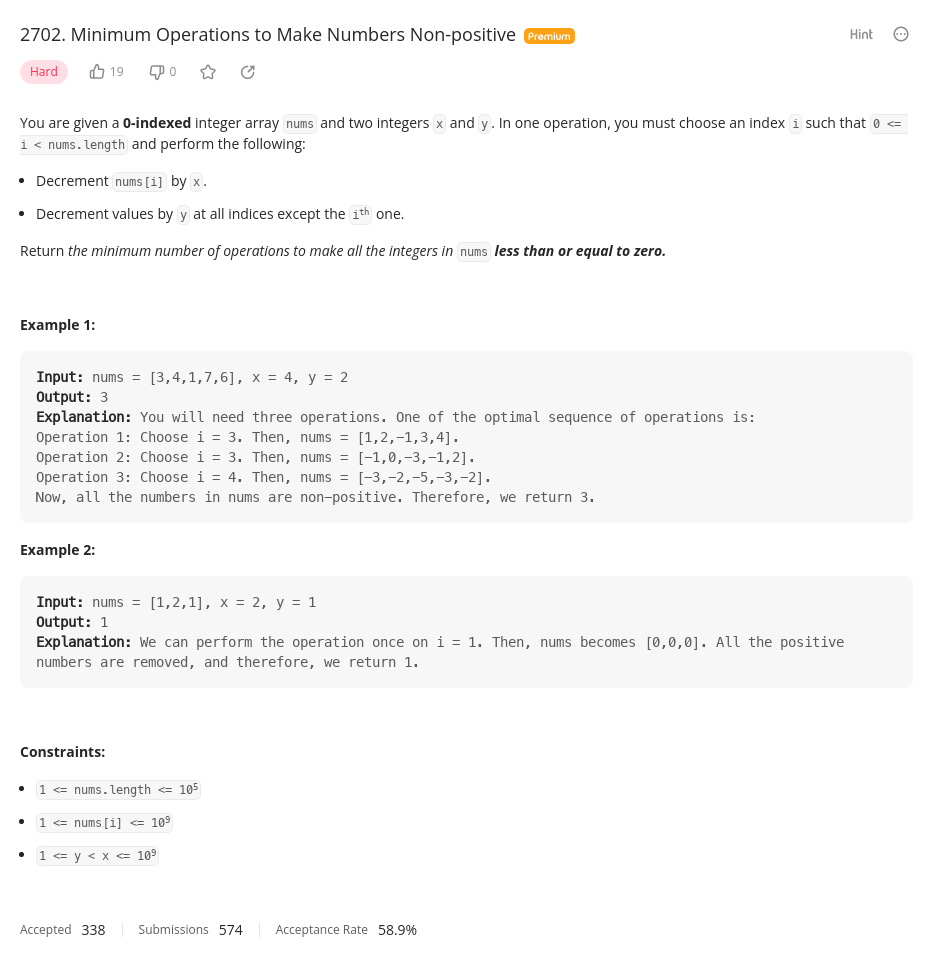 2702. Minimum Operations to Make Numbers Non-positive Premium Hint
Hard 19 0
You are given a 0-indexed integer array nums and two integers x and y. In one operation, you must choose an index i such that 0 <=
i < nums.length and perform the following:
• Decrement nums[i] by x.
• Decrement values by y at all indices except the ith one.
Return the minimum number of operations to make all the integers in nums less than or equal to zero.
Example 1:
Input: nums = [3,4,1,7,6], x = 4, y = 2
Output: 3
Explanation: You will need three operations. One of the optimal sequence of operations is:
Operation 1: Choose i = 3. Then, nums = [1,2,-1,3,4].
Operation 2: Choose i = 3. Then, nums = [-1,0,-3,-1,2].
Operation 3: Choose i = 4. Then, nums = [-3,-2,-5,-3,-2].
Now, all the numbers in nums are non-positive. Therefore, we return 3.
Example 2:
Input: nums = [1,2,1], x = 2, y = 1
Output: 1
Explanation: We can perform the operation once on i = 1. Then, nums becomes [0,0,0]. All the positive
numbers are removed, and therefore, we return 1.
Constraints:
• 1 <= nums.length <= 10⁵
• 1 <= nums[i] <= 10⁹
• 1 <= y < x <= 10⁹
Accepted 338 Submissions 574 Acceptance Rate 58.9%